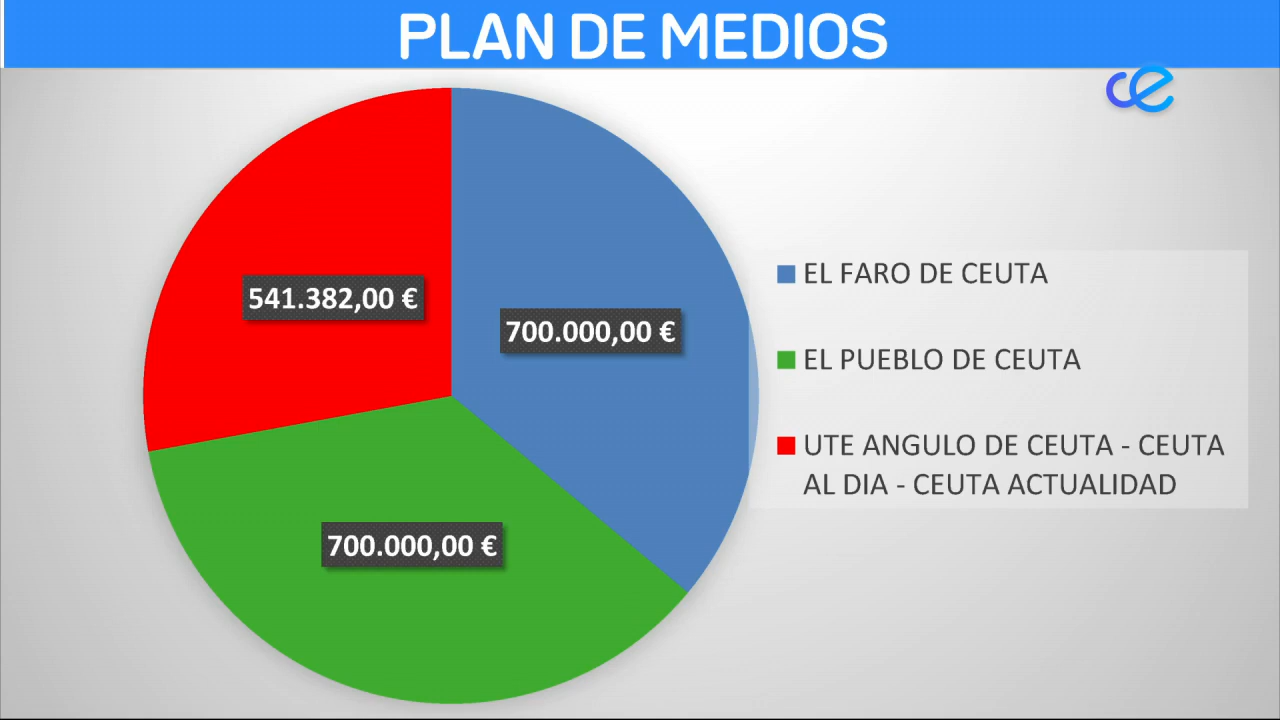 PLAN DE MEDIOS
ce
541.382,00 €
700.000,00 €
700.000,00 €
EL FARO DE CEUTA
EL PUEBLO DE CEUTA
UTE ANGULO DE CEUTA - CEUTA
AL DIA - CEUTA ACTUALIDAD